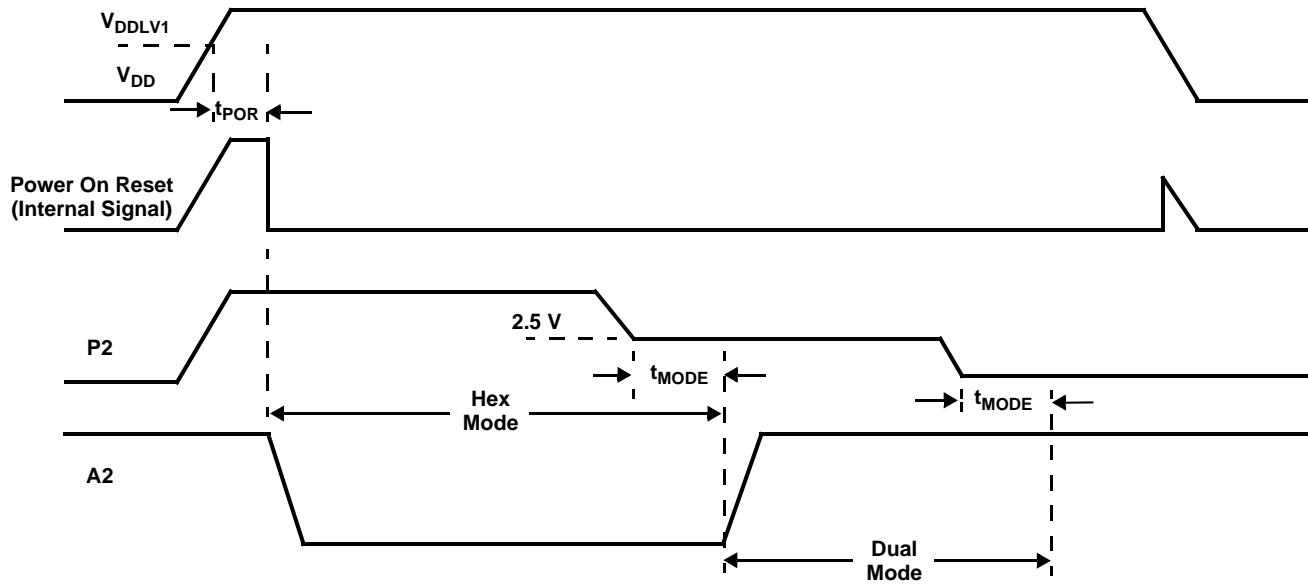 VDDLV1
VDD
tPOR
Power On Reset
(Internal Signal)
2.5 V
P2
tMODE
tMODE
Hex
Mode
A2
Dual
Mode